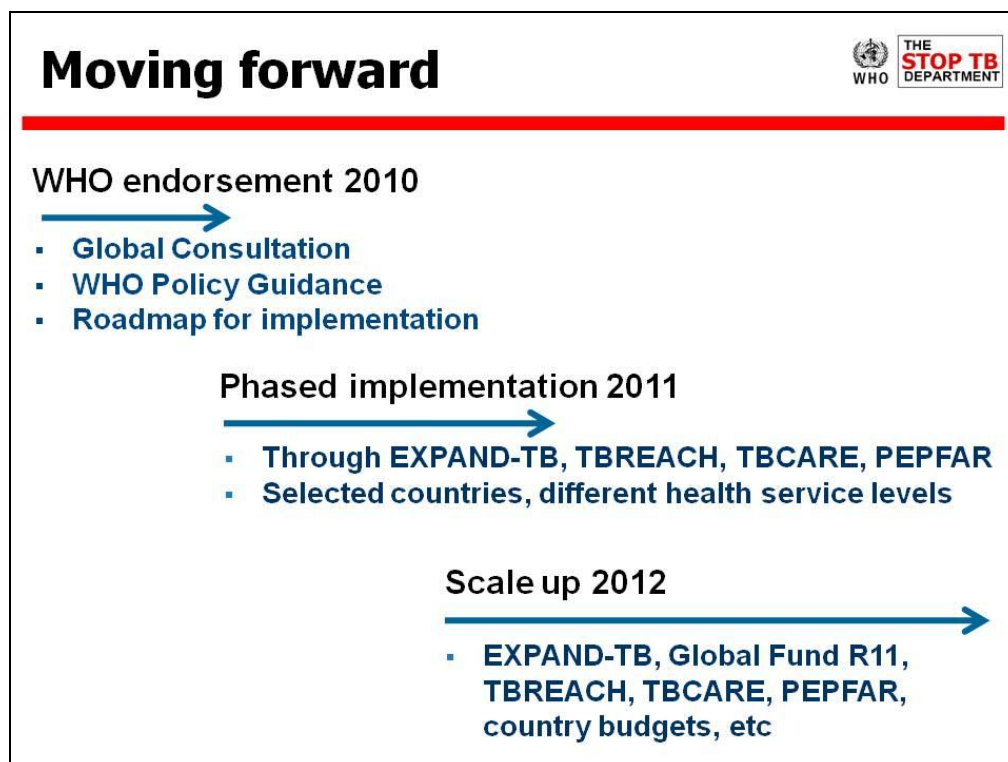 Moving forward
WHO
THE
STOP TB
DEPARTMENT
WHO endorsement 2010
▪ Global Consultation
▪ WHO Policy Guidance
▪ Roadmap for implementation
Phased implementation 2011
▪ Through EXPAND-TB, TBREACH, TBCARE, PEPFAR
▪ Selected countries, different health service levels
Scale up 2012
▪ EXPAND-TB, Global Fund R11,
TBREACH, TBCARE, PEPFAR,
country budgets, etc